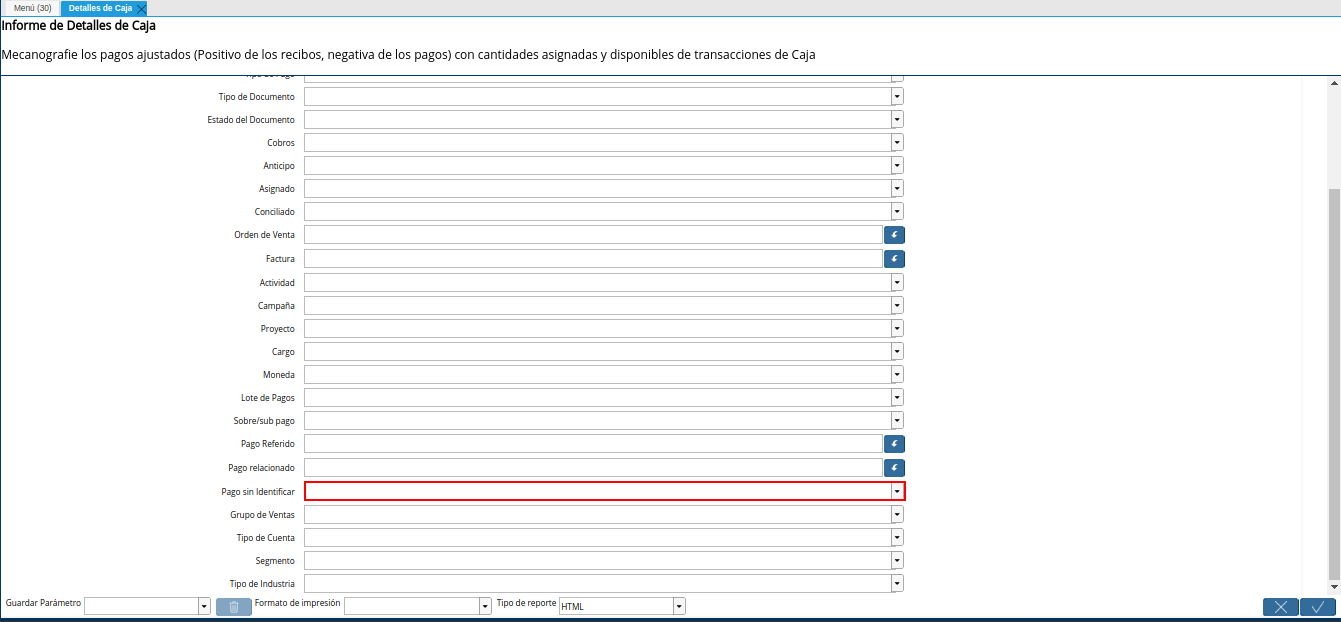 Menú (30)
Detalles de Caja
Informe de Detalles de Caja
Mecanografie los pagos ajustados (Positivo de los recibos, negativa de los pagos) con cantidades asignadas y disponibles de transacciones de Caja
Tipo de Documento
Estado del Documento
Cobros
Anticipo
Asignado
Conciliado
Orden de Venta
Factura
Actividad
Campaña
Proyecto
Cargo
Moneda
Lote de Pagos
Sobre/sub pago
Pago Referido
Pago relacionado
Pago sin Identificar
Grupo de Ventas
Tipo de Cuenta
Segmento
Tipo de Industria
Guardar Parámetro
Formato de impresión
Tipo de reporte
HTML